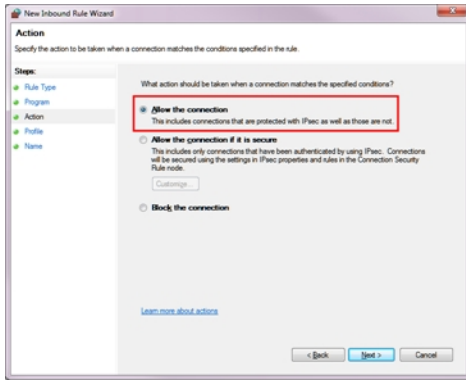 New Inbound Rule Wizard
Action
Specify the action to be taken when a connection matches the conditions specified in the rule.
Steps:
Rule Type
Program
Action
Profile
Name
What action should be taken when a connection matches the specified conditions?
Allow the connection
This includes connections that are protected with IPsec as well as those are not.
Allow the connection if it is secure
This includes only connections that have been authenticated by using IPsec. Connections
will be secured using the settings in IPsec properties and rules in the Connection Security
Rule node.
Customize...
Block the connection
Learn more about actions
< Back
Next >
Cancel